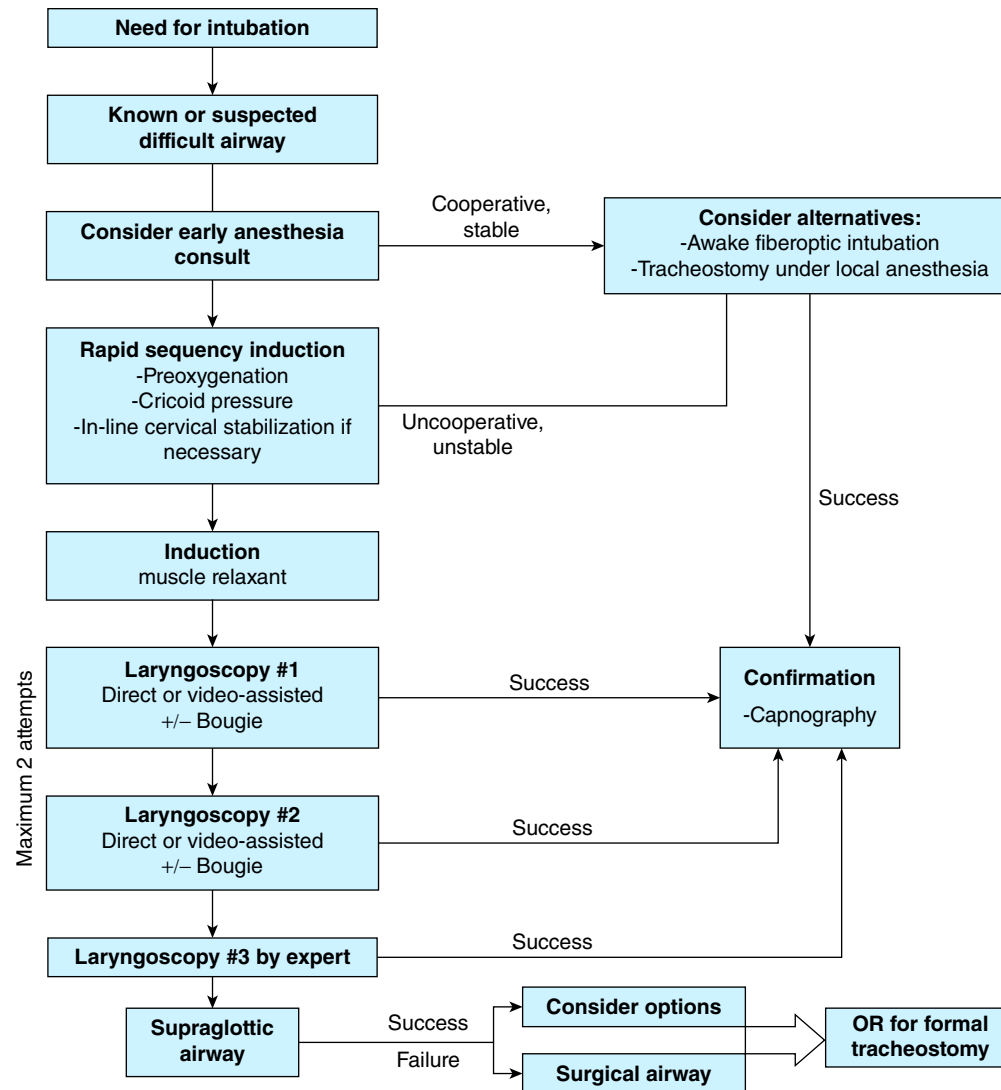 Need for intubation
Known or suspected
difficult airway
Consider early anesthesia
consult
Cooperative,
stable
Consider alternatives:
-Awake fiberoptic intubation
-Tracheostomy under local anesthesia
Rapid sequency induction
-Preoxygenation
-Cricoid pressure
-In-line cervical stabilization if
necessary
Uncooperative,
unstable
Success
Induction
muscle relaxant
Maximum 2 attempts
Laryngoscopy #1
Direct or video-assisted
+/− Bougie
Success
Confirmation
-Capnography
Laryngoscopy #2
Direct or video-assisted
+/− Bougie
Success
Laryngoscopy #3 by expert
Success
Supraglottic
airway
Success
Failure
Consider options
Surgical airway
OR for formal
tracheostomy